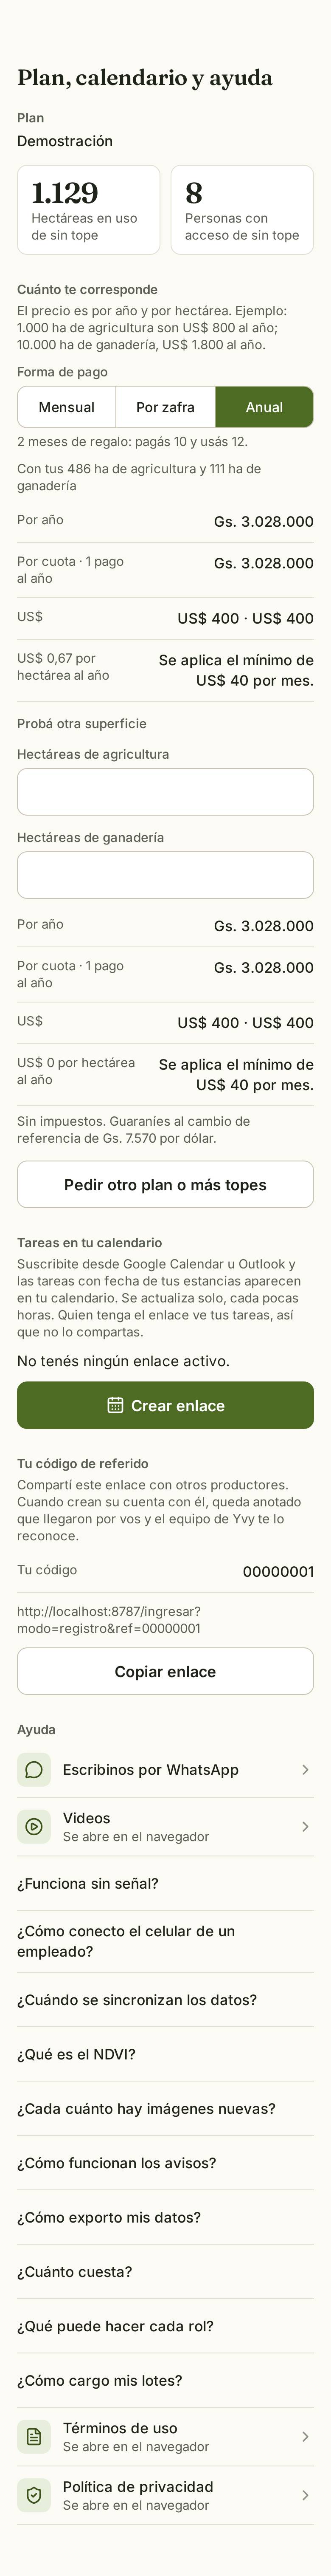 Plan, calendario y ayuda
Plan
Demostración
1.129
Hectáreas en uso
de sin tope
8
Personas con
acceso de sin tope
Cuánto te corresponde
El precio es por año y por hectárea. Ejemplo:
1.000 ha de agricultura son US$ 800 al año;
10.000 ha de ganadería, US$ 1.800 al año.
Forma de pago
Mensual
Por zafra
Anual
2 meses de regalo: pagás 10 y usás 12.
Con tus 486 ha de agricultura y 111 ha de
ganadería
Por año
Gs. 3.028.000
Por cuota · 1 pago
al año
Gs. 3.028.000
US$
US$ 400 · US$ 400
US$ 0,67 por
hectárea al año
Se aplica el mínimo de
US$ 40 por mes.
Probá otra superficie
Hectáreas de agricultura
Hectáreas de ganadería
Por año
Gs. 3.028.000
Por cuota · 1 pago
al año
Gs. 3.028.000
US$
US$ 400 · US$ 400
US$ 0 por hectárea
al año
Se aplica el mínimo de
US$ 40 por mes.
Sin impuestos. Guaraníes al cambio de
referencia de Gs. 7.570 por dólar.
Pedir otro plan o más topes
Tareas en tu calendario
Suscribite desde Google Calendar u Outlook y
las tareas con fecha de tus estancias aparecen
en tu calendario. Se actualiza solo, cada pocas
horas. Quien tenga el enlace ve tus tareas, así
que no lo compartas.
No tenés ningún enlace activo.
Crear enlace
Tu código de referido
Compartí este enlace con otros productores.
Cuando crean su cuenta con él, queda anotado
que llegaron por vos y el equipo de Yvy te lo
reconoce.
Tu código
00000001
http://localhost:8787/ingresar?
modo=registro&ref=00000001
Copiar enlace
Ayuda
Escribinos por WhatsApp
Videos
Se abre en el navegador
¿Funciona sin señal?
¿Cómo conecto el celular de un
empleado?
¿Cuándo se sincronizan los datos?
¿Qué es el NDVI?
¿Cada cuánto hay imágenes nuevas?
¿Cómo funcionan los avisos?
¿Cómo exporto mis datos?
¿Cuánto cuesta?
¿Qué puede hacer cada rol?
¿Cómo cargo mis lotes?
Términos de uso
Se abre en el navegador
Política de privacidad
Se abre en el navegador